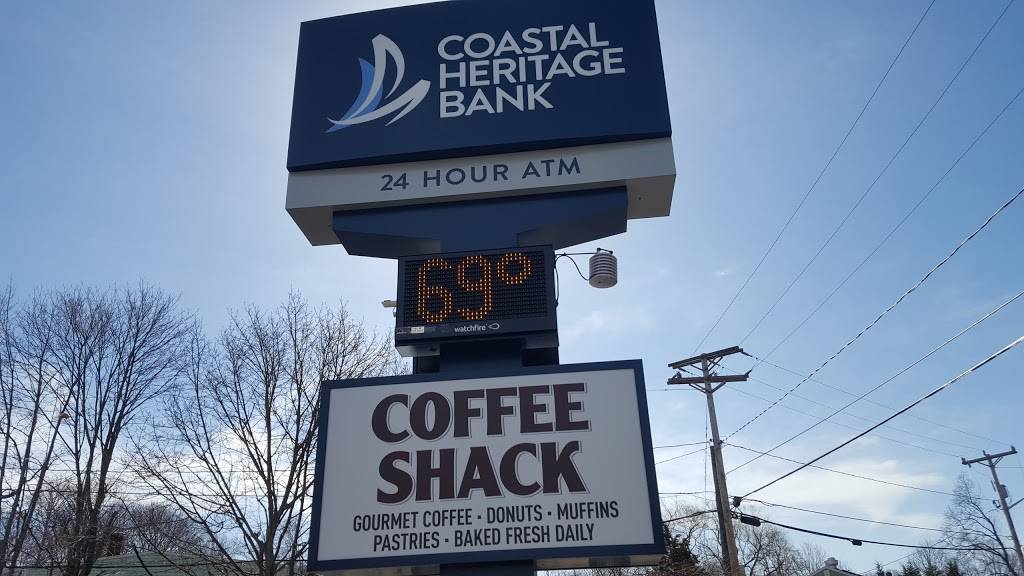 COASTAL
HERITAGE
BANK
24 HOUR ATM
69°
watchfire
COFFEE
SHACK
GOURMET COFFEE · DONUTS · MUFFINS
PASTRIES · BAKED FRESH DAILY